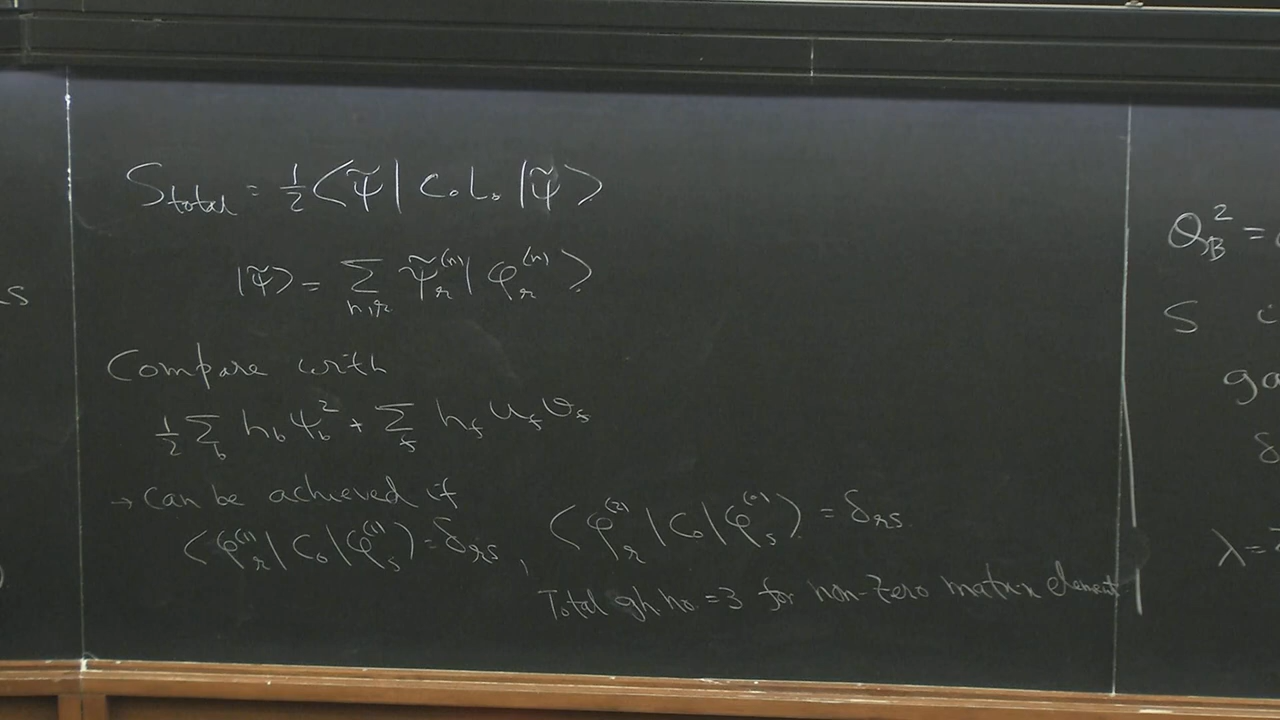 S_total = 1/2 ⟨ψ̃| c₀L₀ |ψ̃⟩
|ψ̃⟩ = Σ_{n,r} ψ̃_r^{(n)} |φ_r^{(n)}⟩
Compare with
1/2 Σ_b h_b ψ_b² + Σ_f h_f u_f v_f
→ Can be achieved if
⟨φ_r^{(1)}|c₀|φ_s^{(1)}⟩ = δ_rs , ⟨φ_r^{(2)}|c₀|φ_s^{(0)}⟩ = δ_rs
Total gh no. = 3 for non-zero matrix element
Q_B² =
S
λ =